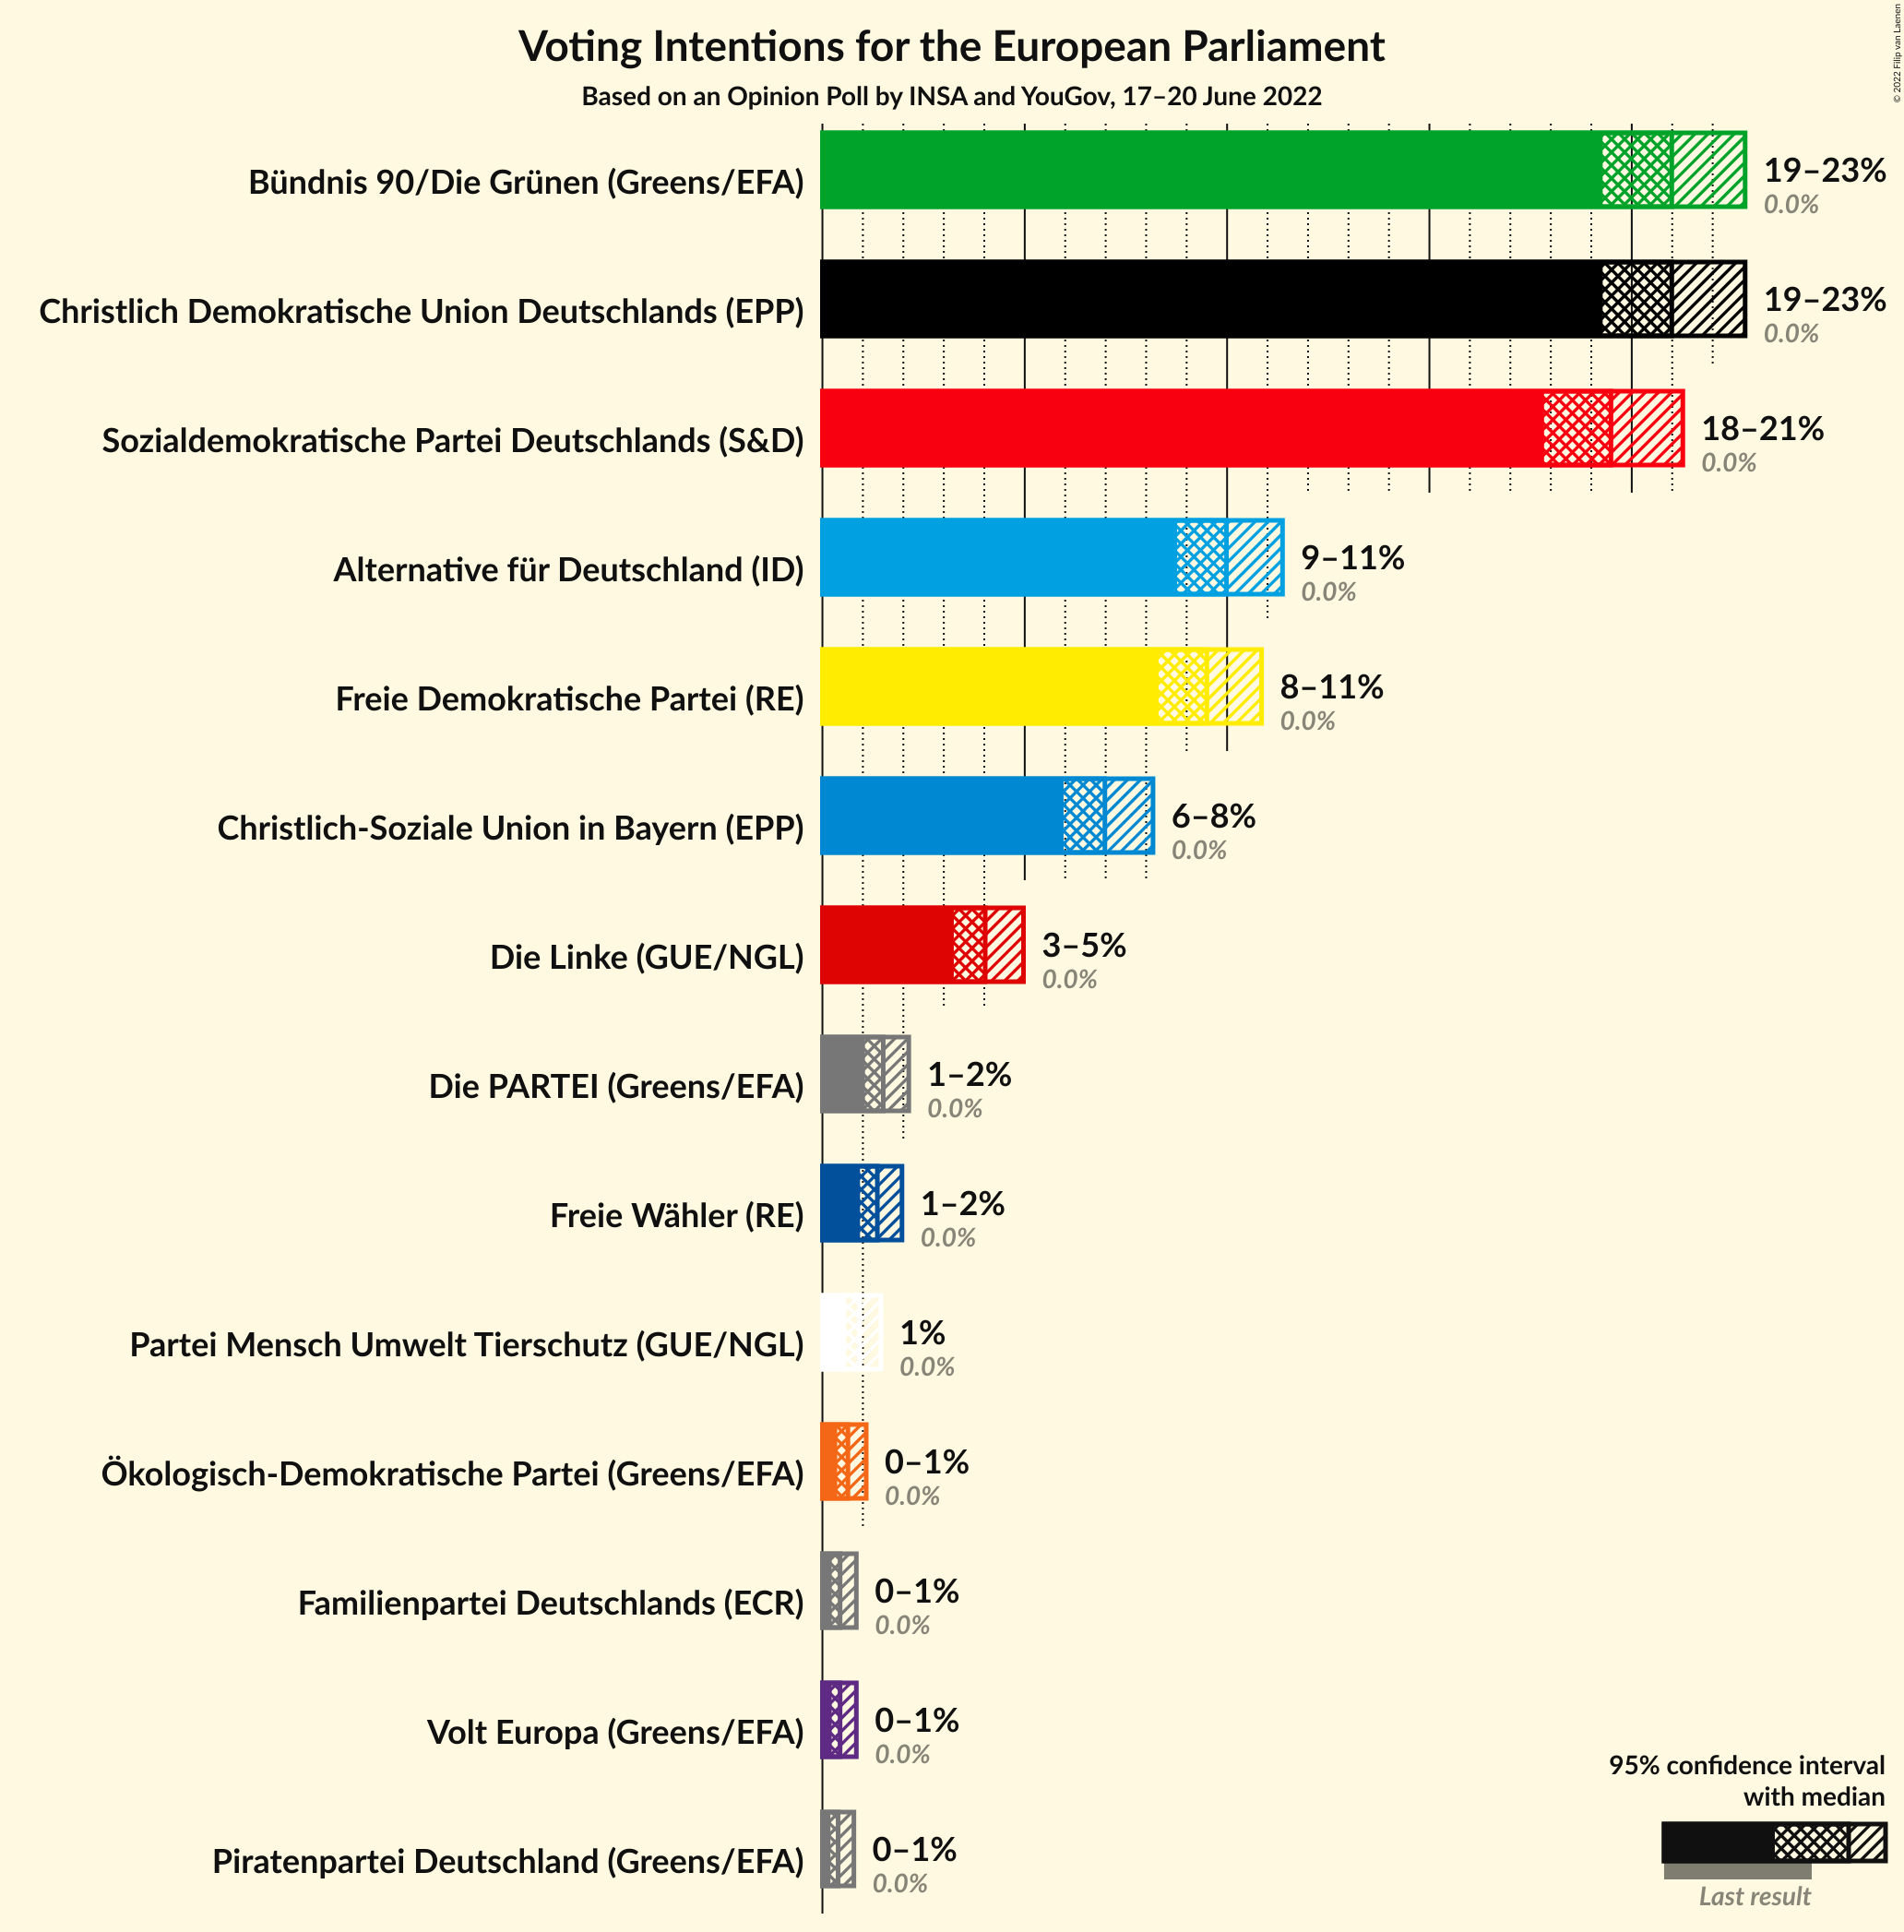 Voting Intentions for the European Parliament
Based on an Opinion Poll by INSA and YouGov, 17–20 June 2022
© 2022 Filip van Laenen
Bündnis 90/Die Grünen (Greens/EFA)
19–23%
0.0%
Christlich Demokratische Union Deutschlands (EPP)
19–23%
0.0%
Sozialdemokratische Partei Deutschlands (S&D)
18–21%
0.0%
Alternative für Deutschland (ID)
9–11%
0.0%
Freie Demokratische Partei (RE)
8–11%
0.0%
Christlich-Soziale Union in Bayern (EPP)
6–8%
0.0%
Die Linke (GUE/NGL)
3–5%
0.0%
Die PARTEI (Greens/EFA)
1–2%
0.0%
Freie Wähler (RE)
1–2%
0.0%
Partei Mensch Umwelt Tierschutz (GUE/NGL)
1%
0.0%
Ökologisch-Demokratische Partei (Greens/EFA)
0–1%
0.0%
Familienpartei Deutschlands (ECR)
0–1%
0.0%
Volt Europa (Greens/EFA)
0–1%
0.0%
Piratenpartei Deutschland (Greens/EFA)
0–1%
0.0%
95% confidence interval
with median
Last result